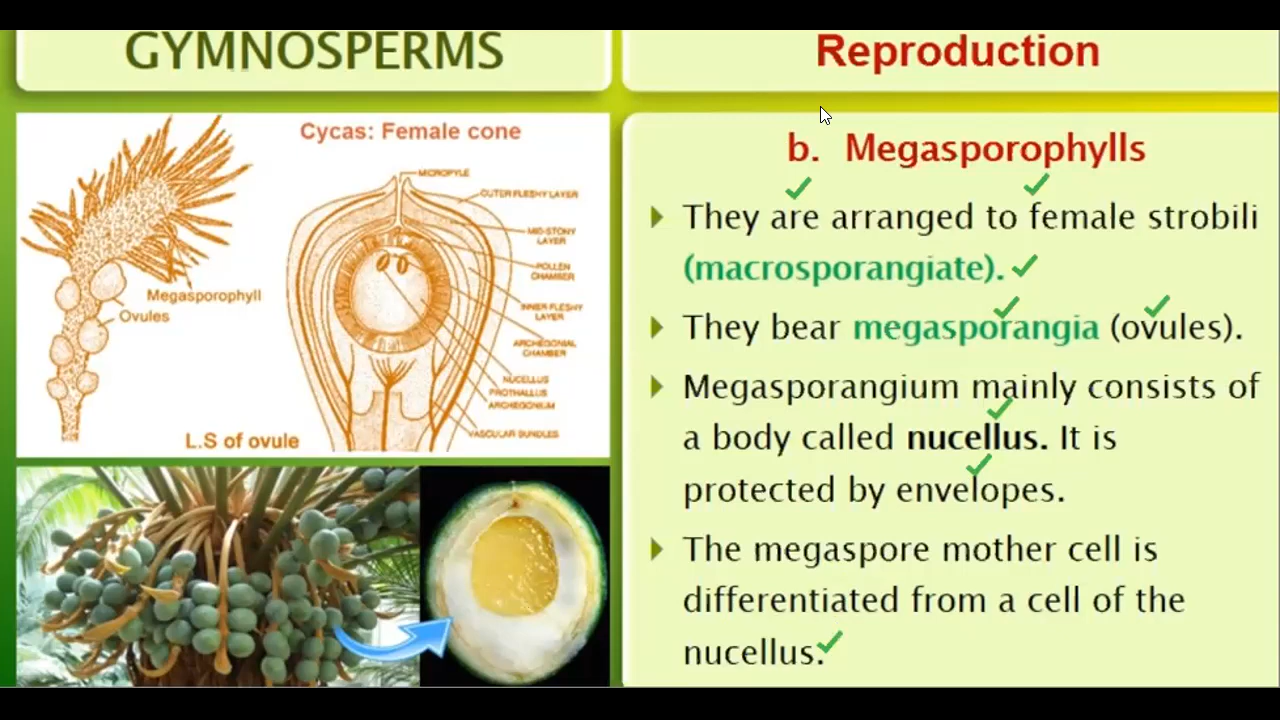 GYMNOSPERMS
Reproduction
Cycas: Female cone
MICROPYLE
OUTER FLESHY LAYER
MID-STONY
LAYER
POLLEN
CHAMBER
INNER FLESHY
LAYER
ARCHEGONIAL
CHAMBER
NUCELLUS
PROTHALLUS
ARCHEGONIUM
VASCULAR BUNDLES
Megasporophyll
Ovules
L.S of ovule
b. Megasporophylls
They are arranged to female strobili
(macrosporangiate).
They bear megasporangia (ovules).
Megasporangium mainly consists of
a body called nucellus. It is
protected by envelopes.
The megaspore mother cell is
differentiated from a cell of the
nucellus.